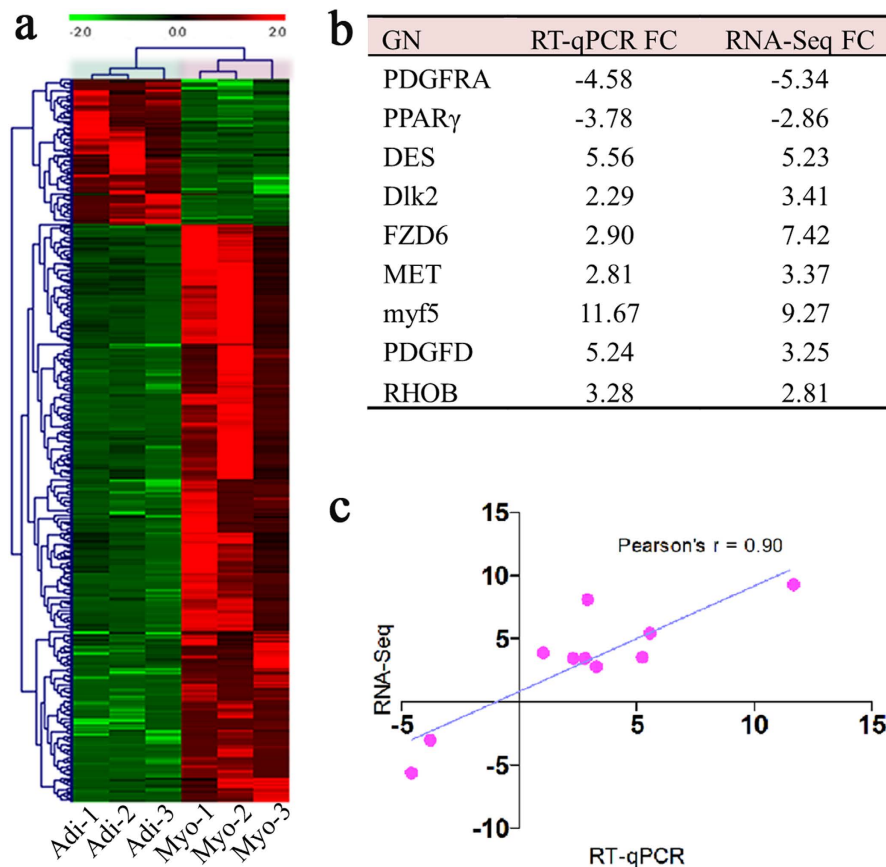 a
-2.0 0.0 2.0
Adi-1 Adi-2 Adi-3 Myo-1 Myo-2 Myo-3
b
GN RT-qPCR FC RNA-Seq FC
PDGFRA -4.58 -5.34
PPARγ -3.78 -2.86
DES 5.56 5.23
Dlk2 2.29 3.41
FZD6 2.90 7.42
MET 2.81 3.37
myf5 11.67 9.27
PDGFD 5.24 3.25
RHOB 3.28 2.81
c
15
Pearson's r = 0.90
10
5
RNA-Seq
-5 5 10 15
-5
-10
RT-qPCR